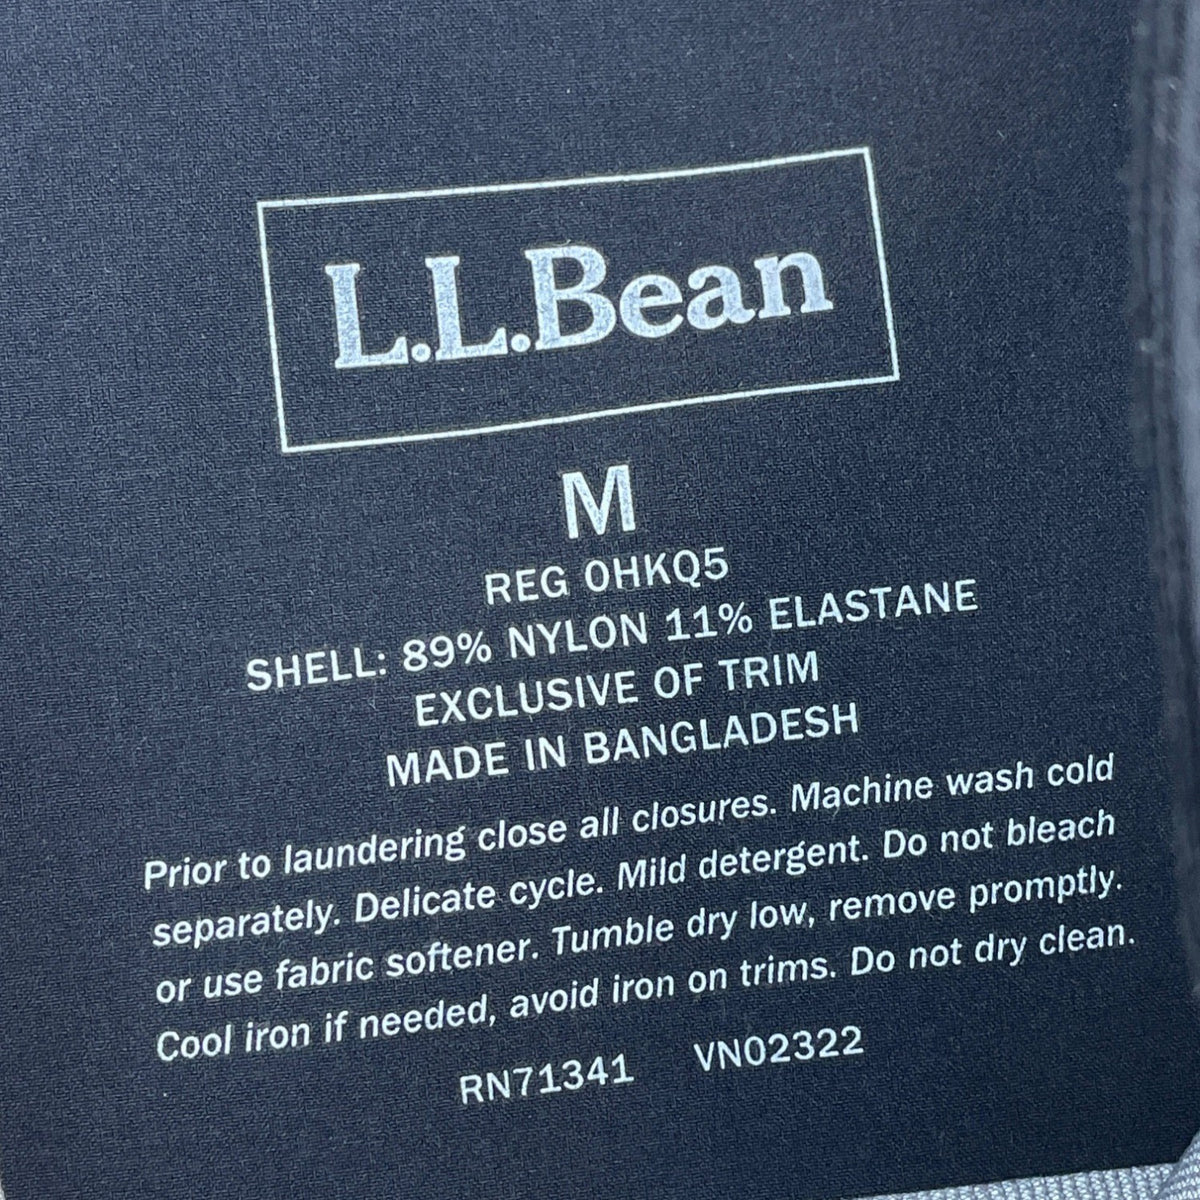 L.L.Bean
M
REG 0HKQ5
SHELL: 89% NYLON 11% ELASTANE
EXCLUSIVE OF TRIM
MADE IN BANGLADESH
Prior to laundering close all closures. Machine wash cold
separately. Delicate cycle. Mild detergent. Do not bleach
or use fabric softener. Tumble dry low, remove promptly.
Cool iron if needed, avoid iron on trims. Do not dry clean.
RN71341 VN02322